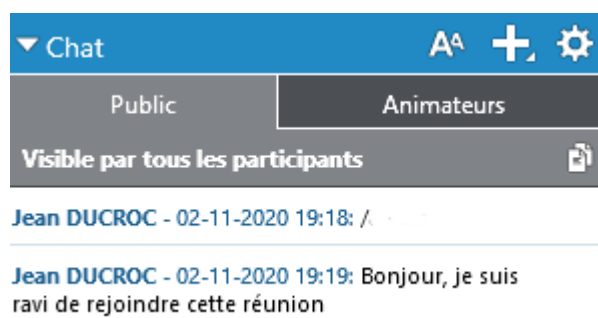 Chat
AA
Public Animateurs
Visible par tous les participants
Jean DUCROC - 02-11-2020 19:18: /
Jean DUCROC - 02-11-2020 19:19: Bonjour, je suis
ravi de rejoindre cette réunion